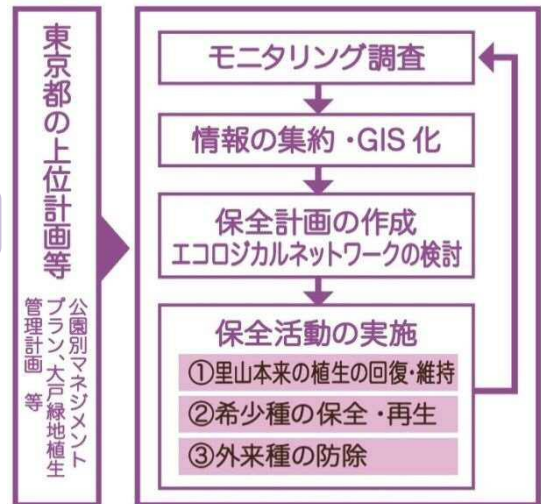 東京都の上位計画等
公園別マネジメント
プラン、大戸緑地植生
管理計画 等
モニタリング調査
情報の集約・GIS 化
保全計画の作成
エコロジカルネットワークの検討
保全活動の実施
①里山本来の植生の回復・維持
②希少種の保全・再生
③外来種の防除